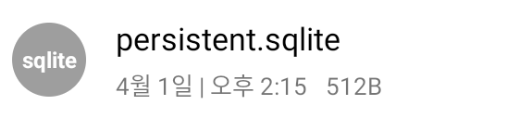 sqlite
persistent.sqlite
4월 1일 | 오후 2:15 512B